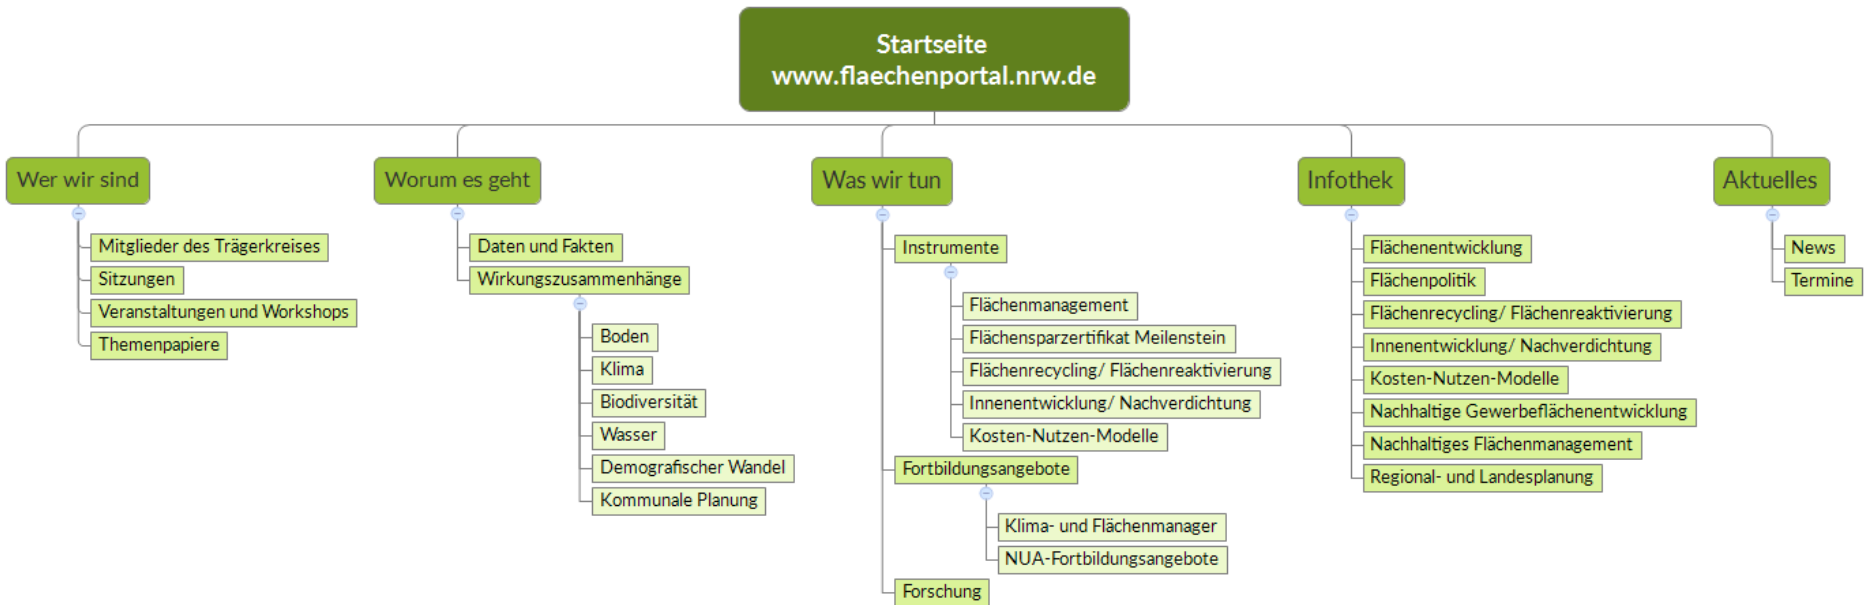 Startseite
www.flaechenportal.nrw.de
Wer wir sind
Mitglieder des Trägerkreises
Sitzungen
Veranstaltungen und Workshops
Themenpapiere
Worum es geht
Daten und Fakten
Wirkungszusammenhänge
Boden
Klima
Biodiversität
Wasser
Demografischer Wandel
Kommunale Planung
Was wir tun
Instrumente
Flächenmanagement
Flächensparzertifikat Meilenstein
Flächenrecycling/ Flächenreaktivierung
Innenentwicklung/ Nachverdichtung
Kosten-Nutzen-Modelle
Fortbildungsangebote
Klima- und Flächenmanager
NUA-Fortbildungsangebote
Forschung
Infothek
Flächenentwicklung
Flächenpolitik
Flächenrecycling/ Flächenreaktivierung
Innenentwicklung/ Nachverdichtung
Kosten-Nutzen-Modelle
Nachhaltige Gewerbeflächenentwicklung
Nachhaltiges Flächenmanagement
Regional- und Landesplanung
Aktuelles
News
Termine